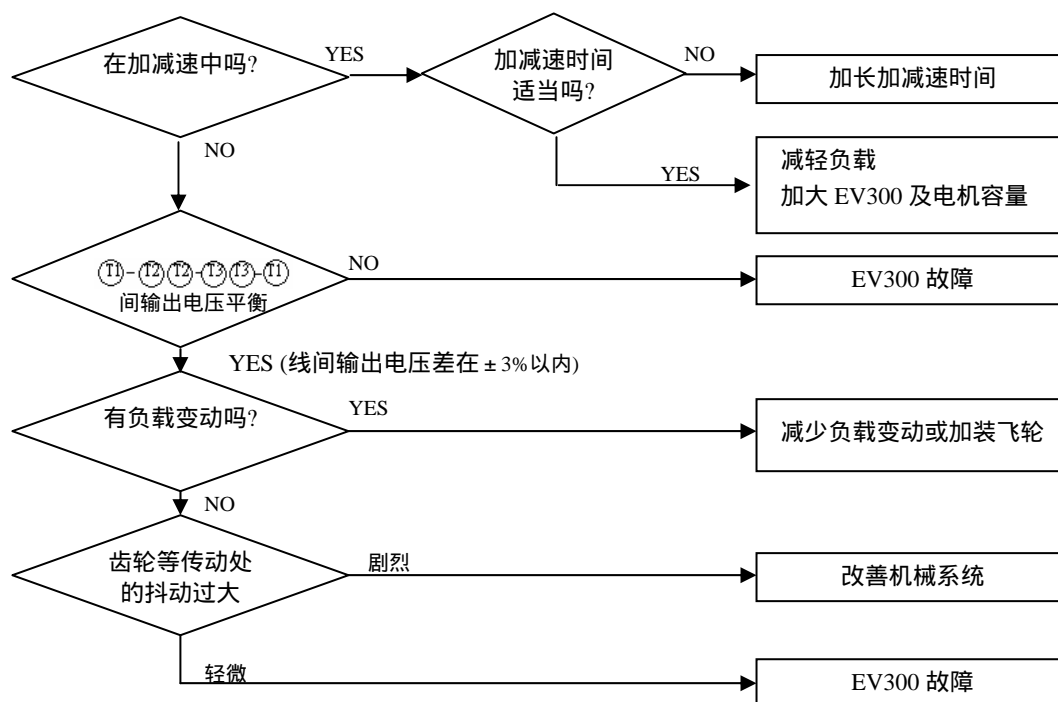 在加减速中吗?
YES
加减速时间
适当吗?
NO
加长加减速时间
NO
YES
减轻负载
加大 EV300 及电机容量
T1-T2 T2-T3 T3-T1
间输出电压平衡
NO
EV300 故障
YES (线间输出电压差在 ± 3%以内)
有负载变动吗?
YES
减少负载变动或加装飞轮
NO
齿轮等传动处
的抖动过大
剧烈
改善机械系统
轻微
EV300 故障